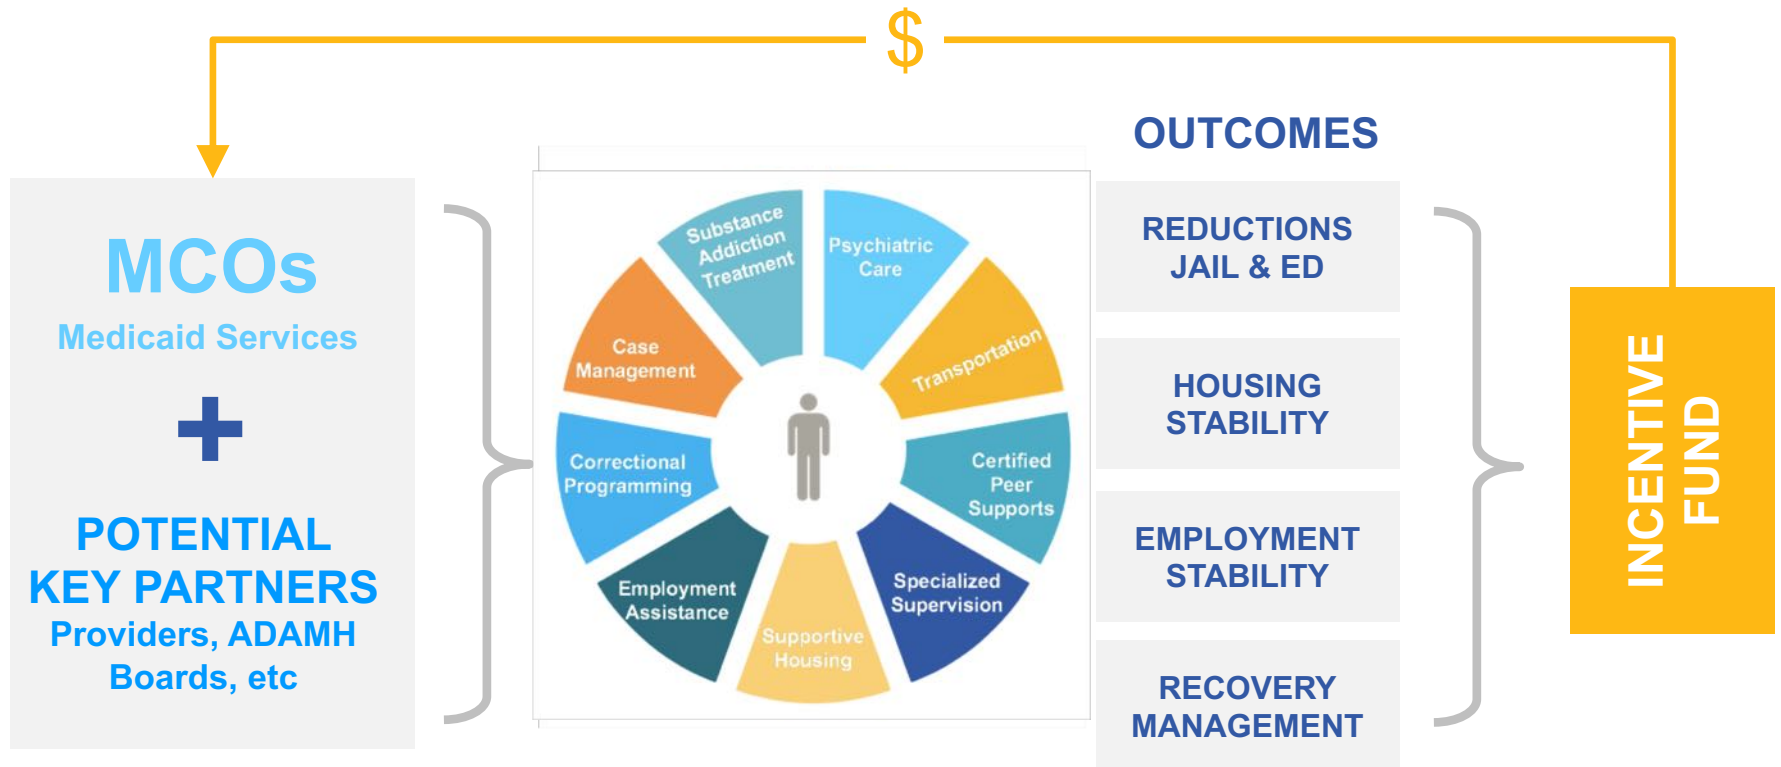 $
MCOs
Medicaid Services
+
POTENTIAL
KEY PARTNERS
Providers, ADAMH
Boards, etc
Substance
Addiction
Treatment
Psychiatric
Care
Transportation
Certified
Peer
Supports
Specialized
Supervision
Supportive
Housing
Employment
Assistance
Correctional
Programming
Case
Management
OUTCOMES
REDUCTIONS
JAIL & ED
HOUSING
STABILITY
EMPLOYMENT
STABILITY
RECOVERY
MANAGEMENT
INCENTIVE
FUND